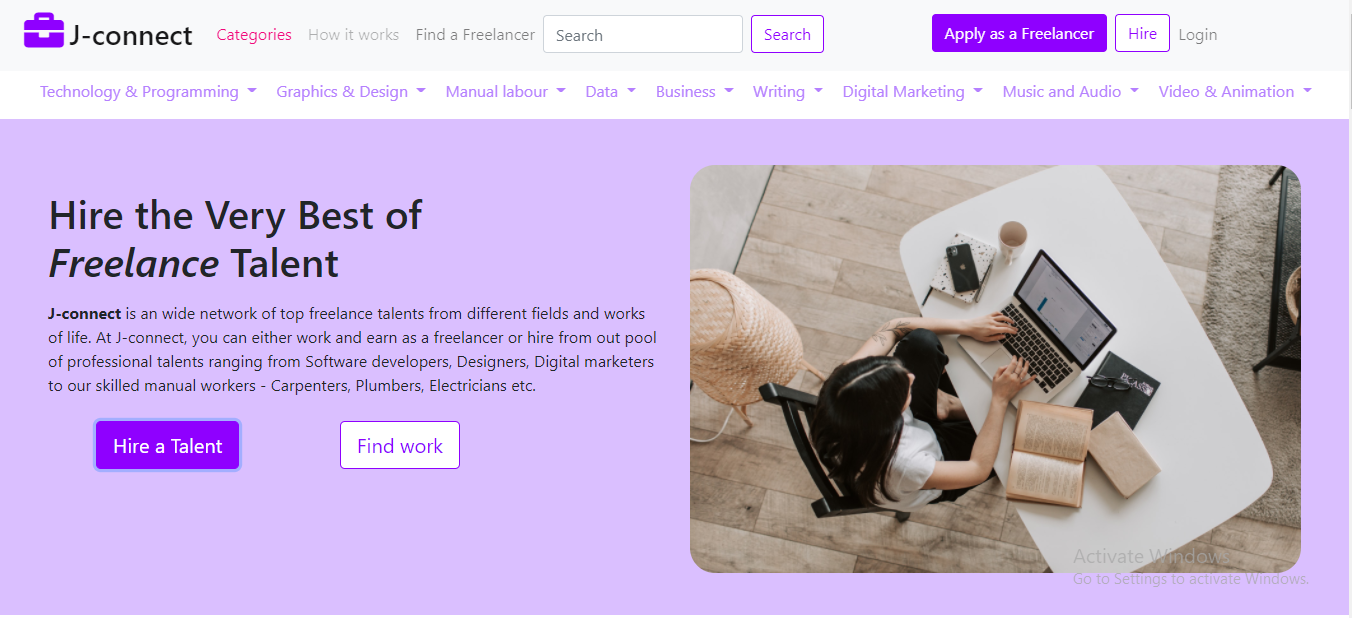 J-connect Categories How it works Find a Freelancer Search Search Apply as a Freelancer Hire Login
Technology & Programming Graphics & Design Manual labour Data Business Writing Digital Marketing Music and Audio Video & Animation
Hire the Very Best of
Freelance Talent
J-connect is an wide network of top freelance talents from different fields and works
of life. At J-connect, you can either work and earn as a freelancer or hire from out pool
of professional talents ranging from Software developers, Designers, Digital marketers
to our skilled manual workers - Carpenters, Plumbers, Electricians etc.
Hire a Talent Find work
Activate Windows
Go to Settings to activate Windows.